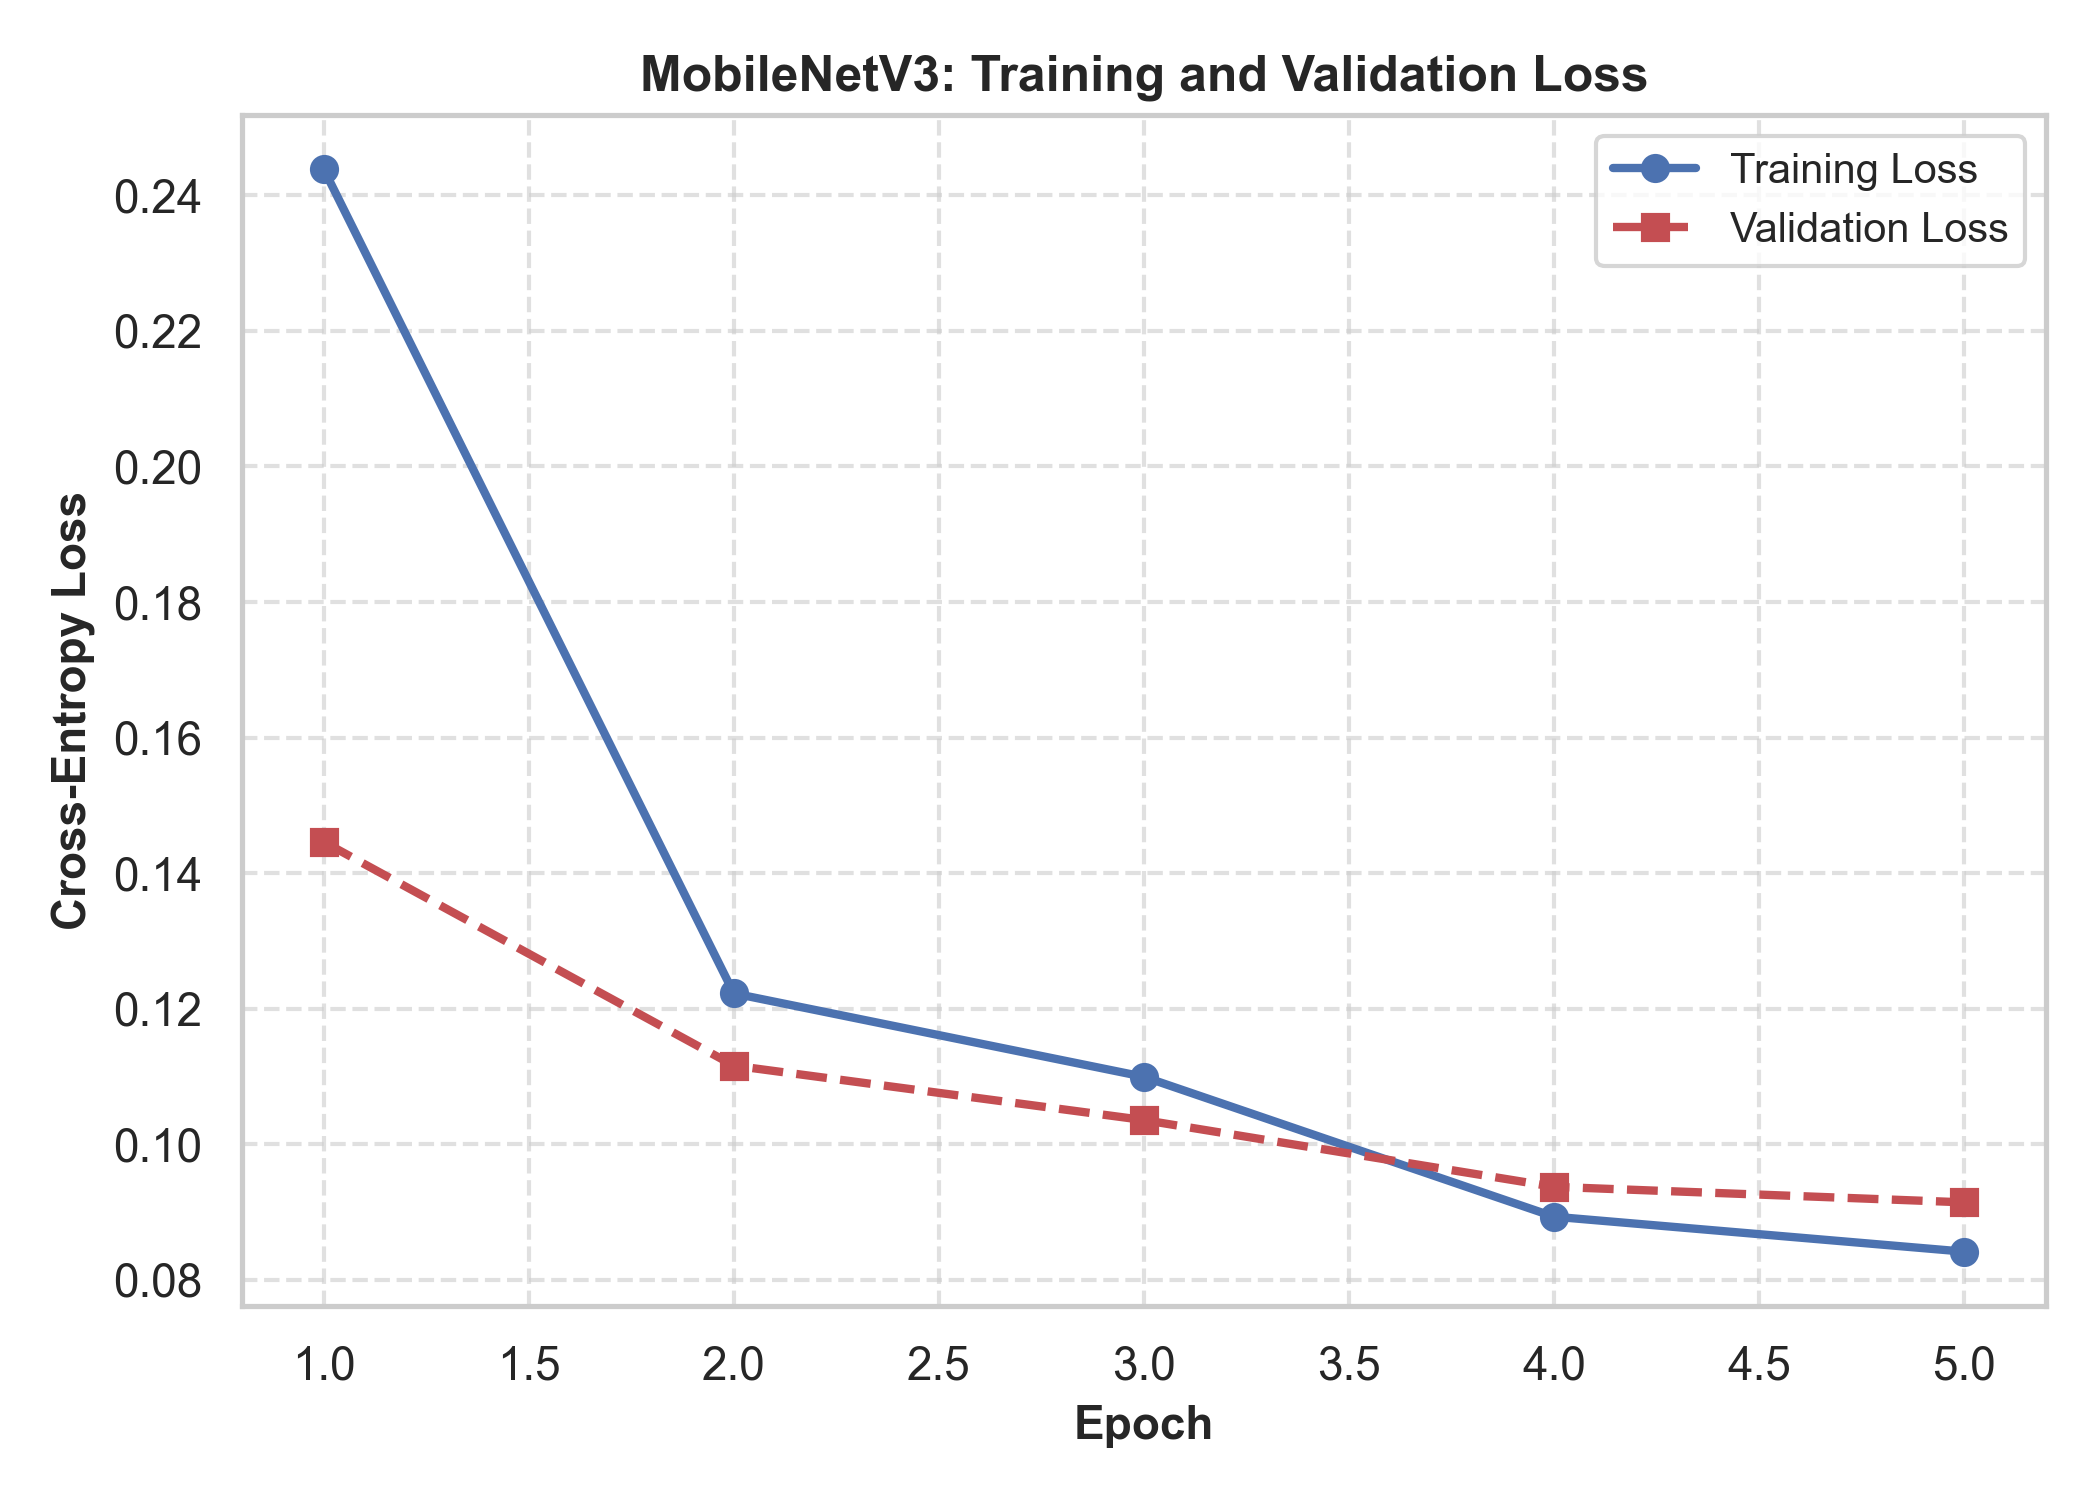 MobileNetV3: Training and Validation Loss
Training Loss
Validation Loss
Cross-Entropy Loss
0.24
0.22
0.20
0.18
0.16
0.14
0.12
0.10
0.08
1.0 1.5 2.0 2.5 3.0 3.5 4.0 4.5 5.0
Epoch